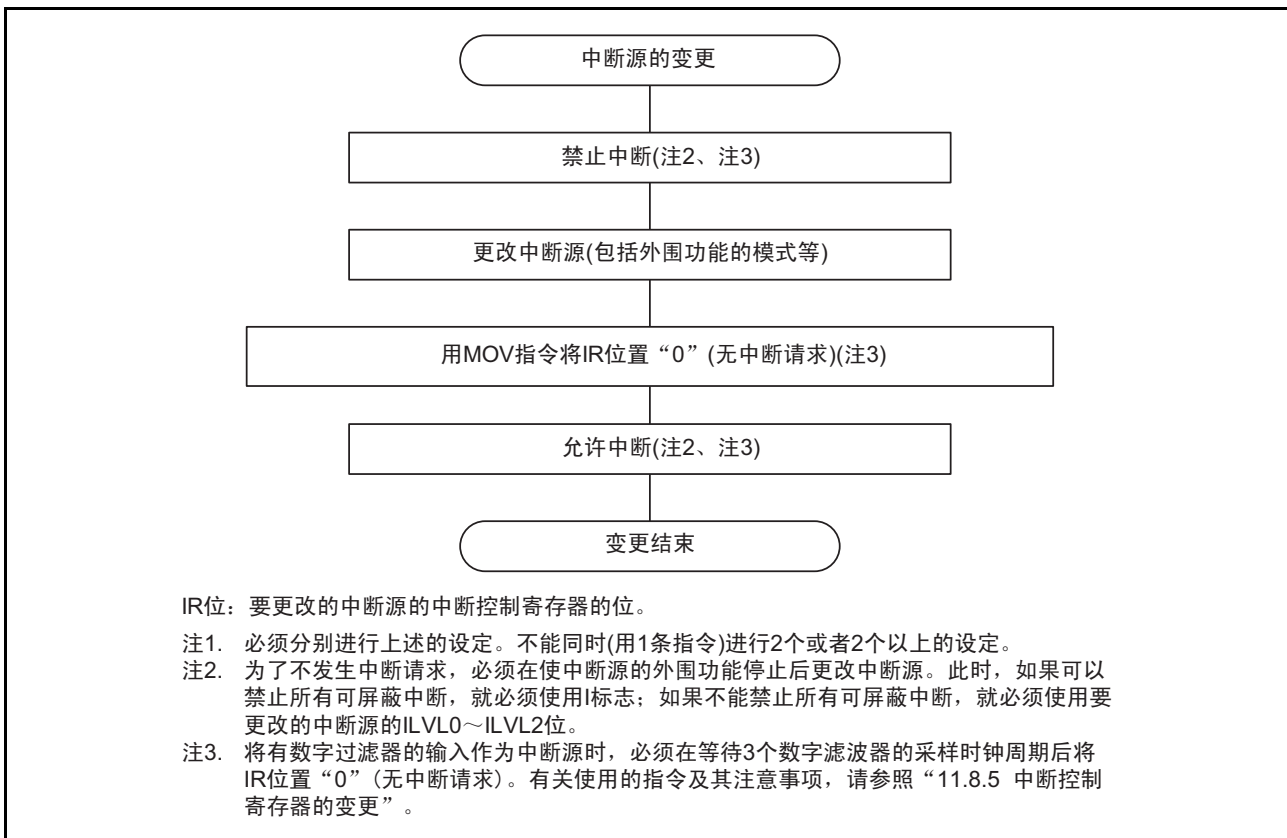 中断源的变更
禁止中断(注2、注3)
更改中断源(包括外围功能的模式等)
用MOV指令将IR位置“0”(无中断请求)(注3)
允许中断(注2、注3)
变更结束
IR位：要更改的中断源的中断控制寄存器的位。
注1. 必须分别进行上述的设定。不能同时(用1条指令)进行2个或者2个以上的设定。
注2. 为了不发生中断请求，必须在使中断源的外围功能停止后更改中断源。此时，如果可以
禁止所有可屏蔽中断，就必须使用I标志；如果不能禁止所有可屏蔽中断，就必须使用要
更改的中断源的ILVL0～ILVL2位。
注3. 将有数字过滤器的输入作为中断源时，必须在等待3个数字滤波器的采样时钟周期后将
IR位置“0”(无中断请求)。有关使用的指令及其注意事项，请参照“11.8.5 中断控制
寄存器的变更”。